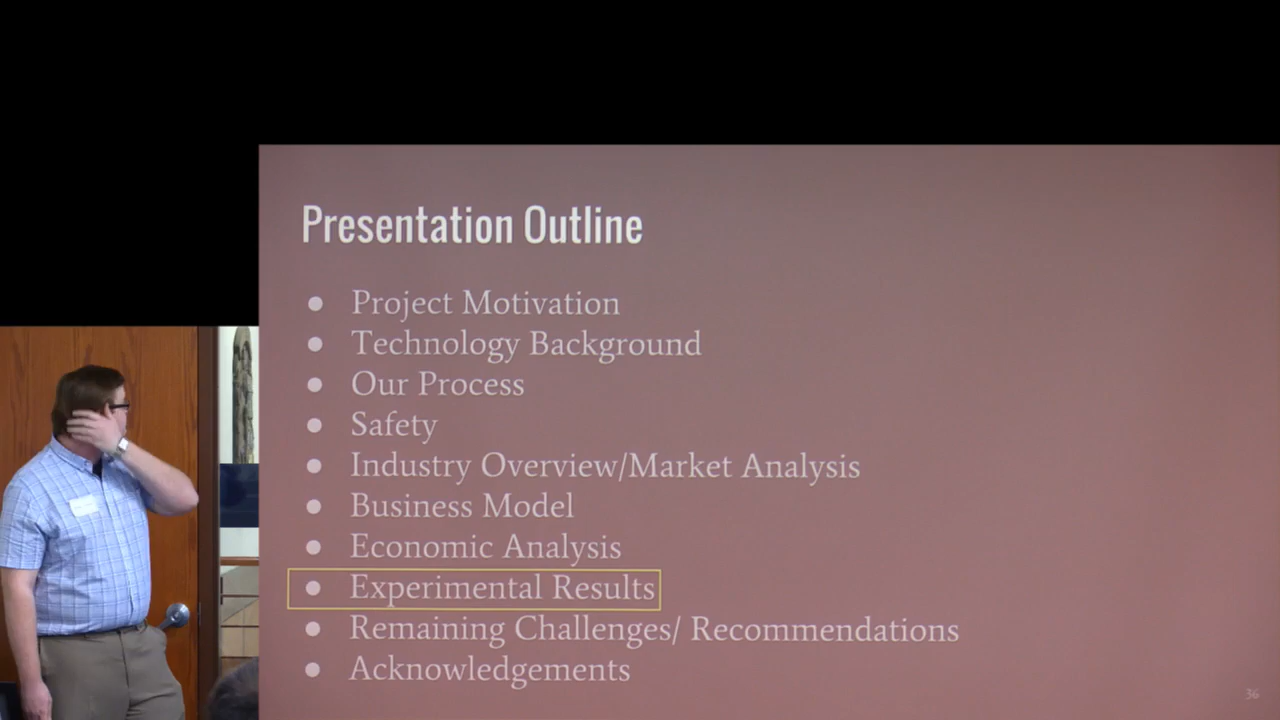 Presentation Outline
● Project Motivation
● Technology Background
● Our Process
● Safety
● Industry Overview/Market Analysis
● Business Model
● Economic Analysis
● Experimental Results
● Remaining Challenges/ Recommendations
● Acknowledgements
36